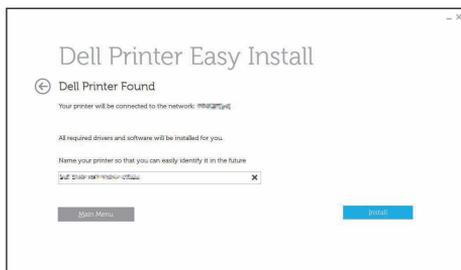 Dell Printer Easy Install
Dell Printer Found
Your printer will be connected to the network:
All required drivers and software will be installed for you.
Name your printer so that you can easily identify it in the future
Main Menu
Install